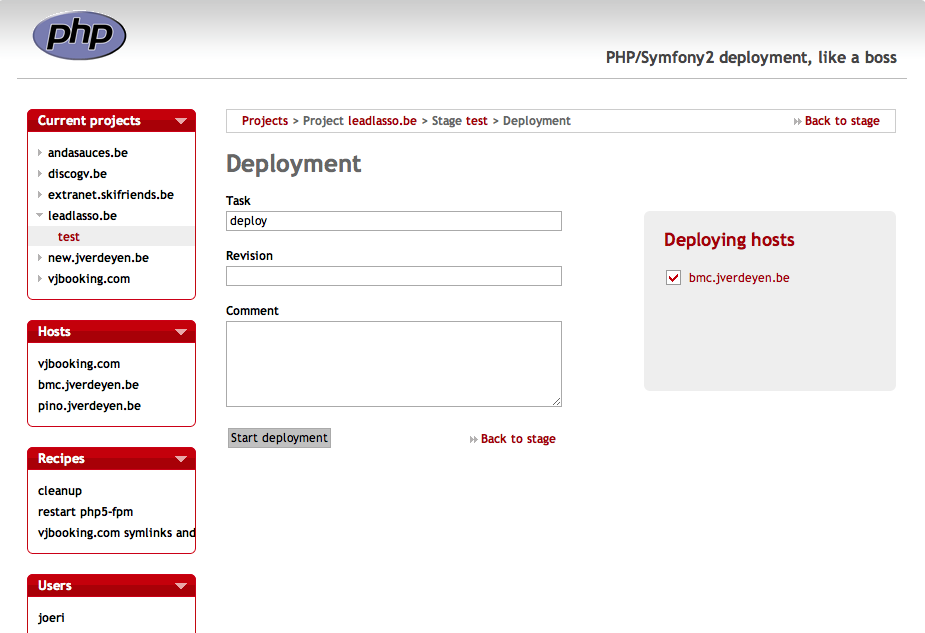 php
PHP/Symfony2 deployment, like a boss
Current projects
andasauces.be
discogv.be
extranet.skifriends.be
leadlasso.be
test
new.jverdeyen.be
vjbooking.com
Hosts
vjbooking.com
bmc.jverdeyen.be
pino.jverdeyen.be
Recipes
cleanup
restart php5-fpm
vjbooking.com symlinks and
Users
joeri
Projects > Project leadlasso.be > Stage test > Deployment
Back to stage
Deployment
Task
deploy
Revision
Comment
Start deployment
Back to stage
Deploying hosts
bmc.jverdeyen.be